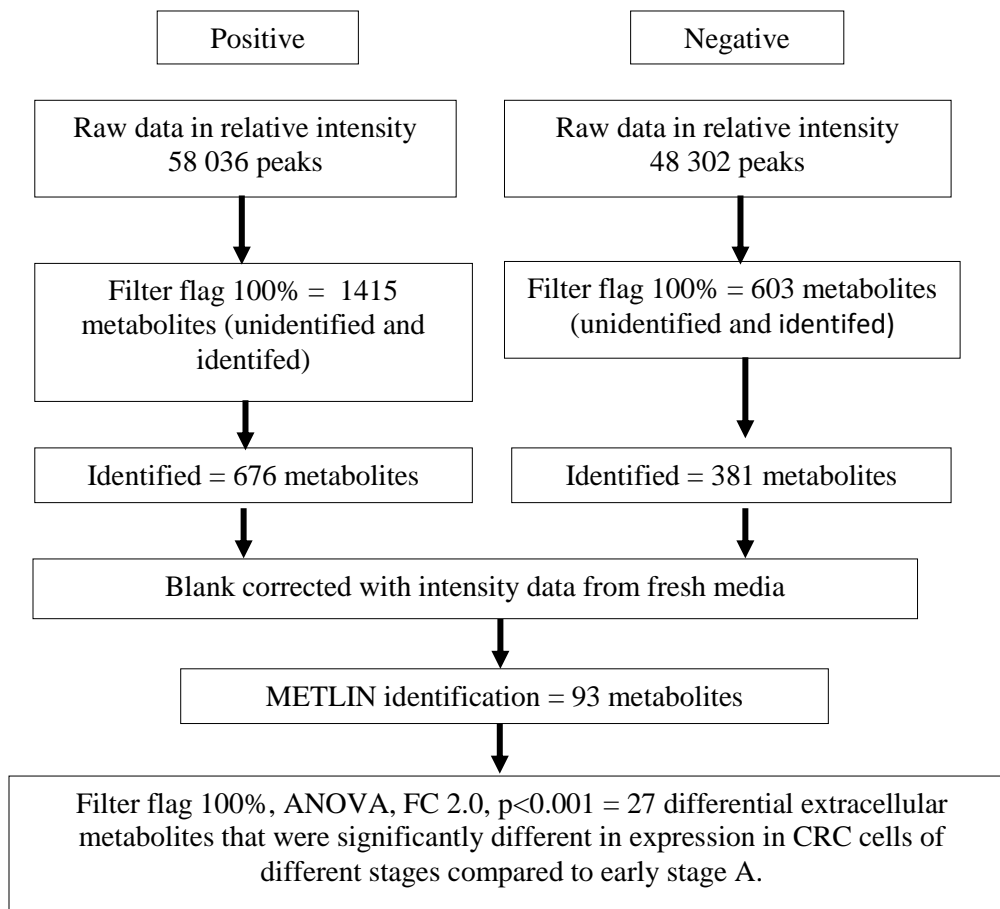 Positive
Negative
Raw data in relative intensity
58 036 peaks
Raw data in relative intensity
48 302 peaks
Filter flag 100% = 1415
metabolites (unidentified and
identifed)
Filter flag 100% = 603 metabolites
(unidentified and identifed)
Identified = 676 metabolites
Identified = 381 metabolites
Blank corrected with intensity data from fresh media
METLIN identification = 93 metabolites
Filter flag 100%, ANOVA, FC 2.0, p<0.001 = 27 differential extracellular
metabolites that were significantly different in expression in CRC cells of
different stages compared to early stage A.